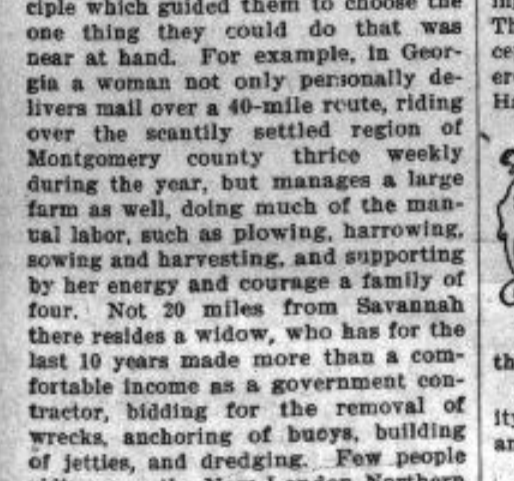 ciple which guided them to choose the
one thing they could do that was
near at hand. For example, in Geor-
gia a woman not only personally de-
livers mail over a 40-mile route, riding
over the scantily settled region of
Montgomery county thrice weekly
during the year, but manages a large
farm as well, doing much of the man-
ual labor, such as plowing, harrowing,
sowing and harvesting, and supporting
by her energy and courage a family of
four. Not 20 miles from Savannah
there resides a widow, who has for the
last 10 years made more than a com-
fortable income as a government con-
tractor, bidding for the removal of
wrecks, anchoring of buoys, building
of jetties, and dredging. Few people
Th
ce
er
H
th
ity
an